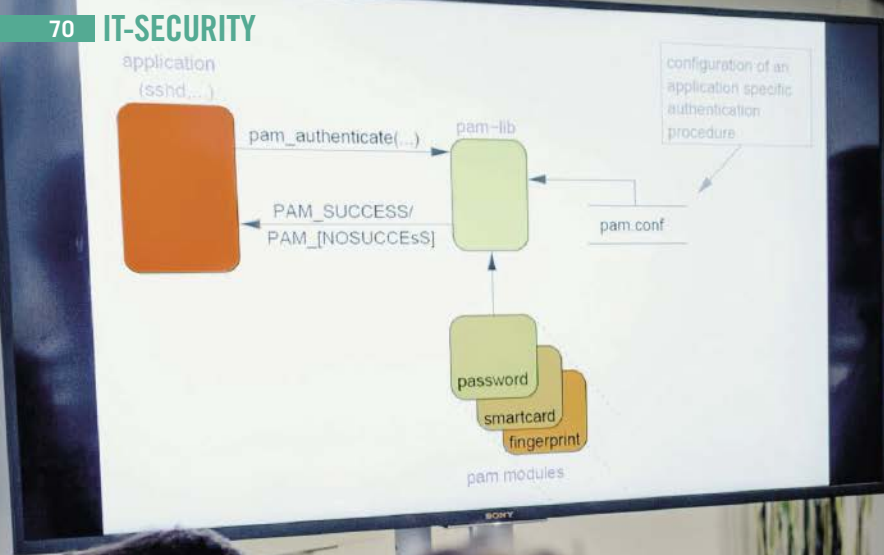 70 IT-SECURITY
application
(sshd,...)
pam_authenticate(...)
pam-lib
configuration of an
application specific
authentication
procedure
PAM_SUCCESS/
PAM_[NOSUCCEsS]
pam.conf
password
smartcard
fingerprint
pam modules
SONY